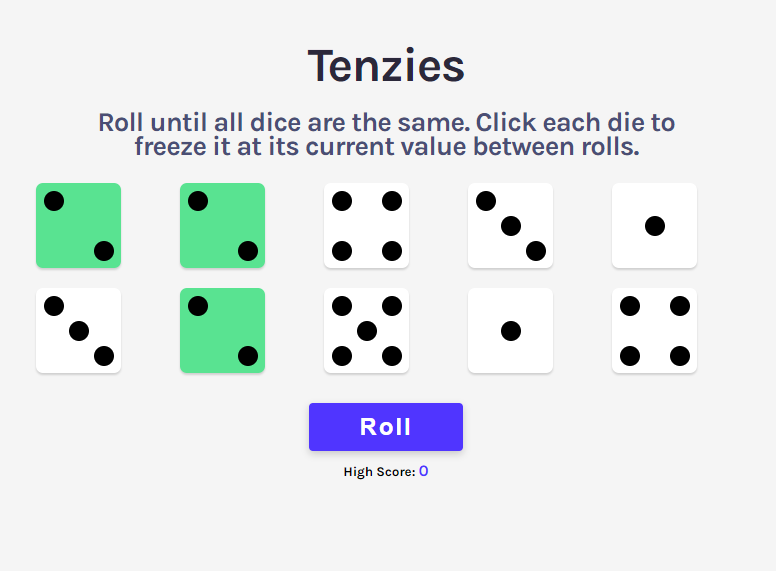 Tenzies
Roll until all dice are the same. Click each die to
freeze it at its current value between rolls.
Roll
High Score: 0